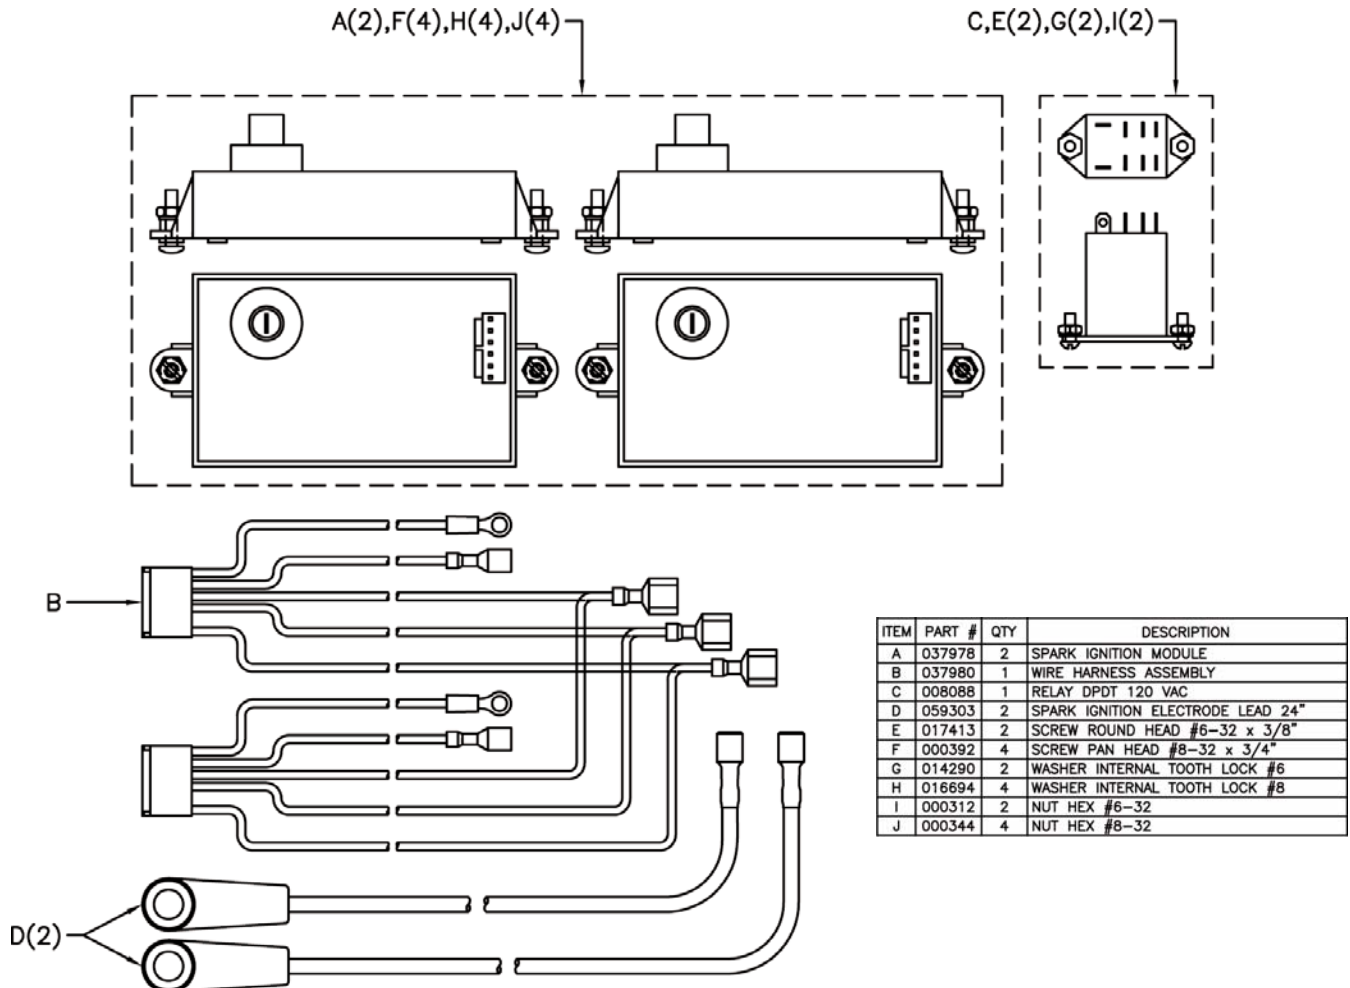 A(2),F(4),H(4),J(4)
C,E(2),G(2),I(2)
B
D(2)
ITEM PART # QTY DESCRIPTION
A 037978 2 SPARK IGNITION MODULE
B 037980 1 WIRE HARNESS ASSEMBLY
C 008088 1 RELAY DPDT 120 VAC
D 059303 2 SPARK IGNITION ELECTRODE LEAD 24"
E 017413 2 SCREW ROUND HEAD #6-32 x 3/8"
F 000392 4 SCREW PAN HEAD #8-32 x 3/4"
G 014290 2 WASHER INTERNAL TOOTH LOCK #6
H 016694 4 WASHER INTERNAL TOOTH LOCK #8
I 000312 2 NUT HEX #6-32
J 000344 4 NUT HEX #8-32